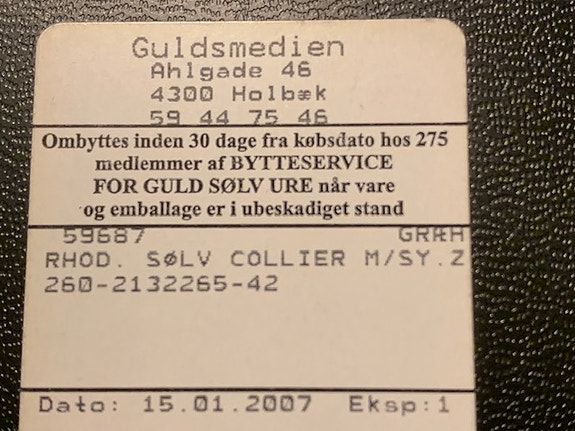 Guldsmedien
Ahlgade 46
4300 Holbæk
59 44 75 46
Ombyttes inden 30 dage fra købsdato hos 275
medlemmer af BYTTESERVICE
FOR GULD SØLV URE når vare
og emballage er i ubeskadiget stand
59687 GRÆH
RHOD. SØLV COLLIER M/SY.Z
260-2132265-42
Dato: 15.01.2007 Eksp:1